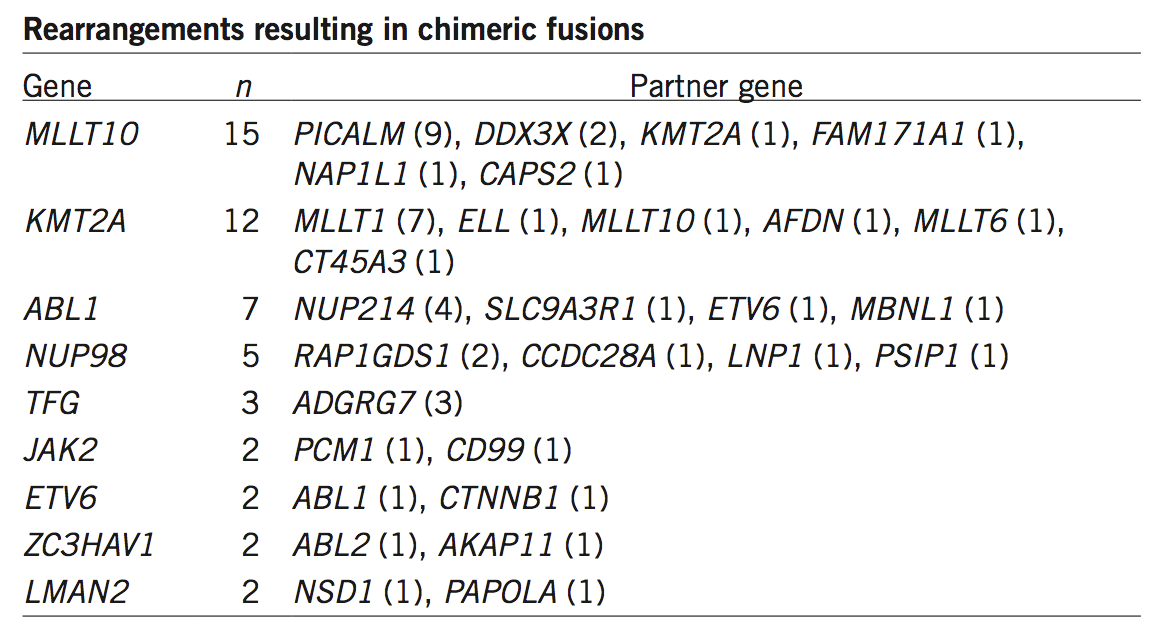 Rearrangements resulting in chimeric fusions
Gene n Partner gene
MLLT10 15 PICALM (9), DDX3X (2), KMT2A (1), FAM171A1 (1),
NAP1L1 (1), CAPS2 (1)
KMT2A 12 MLLT1 (7), ELL (1), MLLT10 (1), AFDN (1), MLLT6 (1),
CT45A3 (1)
ABL1 7 NUP214 (4), SLC9A3R1 (1), ETV6 (1), MBNL1 (1)
NUP98 5 RAP1GDS1 (2), CCDC28A (1), LNP1 (1), PSIP1 (1)
TFG 3 ADGRG7 (3)
JAK2 2 PCM1 (1), CD99 (1)
ETV6 2 ABL1 (1), CTNNB1 (1)
ZC3HAV1 2 ABL2 (1), AKAP11 (1)
LMAN2 2 NSD1 (1), PAPOLA (1)